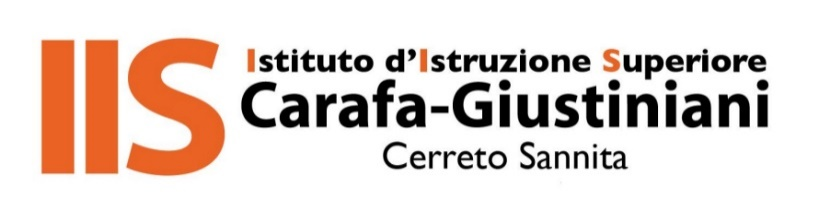 IIS
Istituto d'Istruzione Superiore
Carafa-Giustiniani
Cerreto Sannita